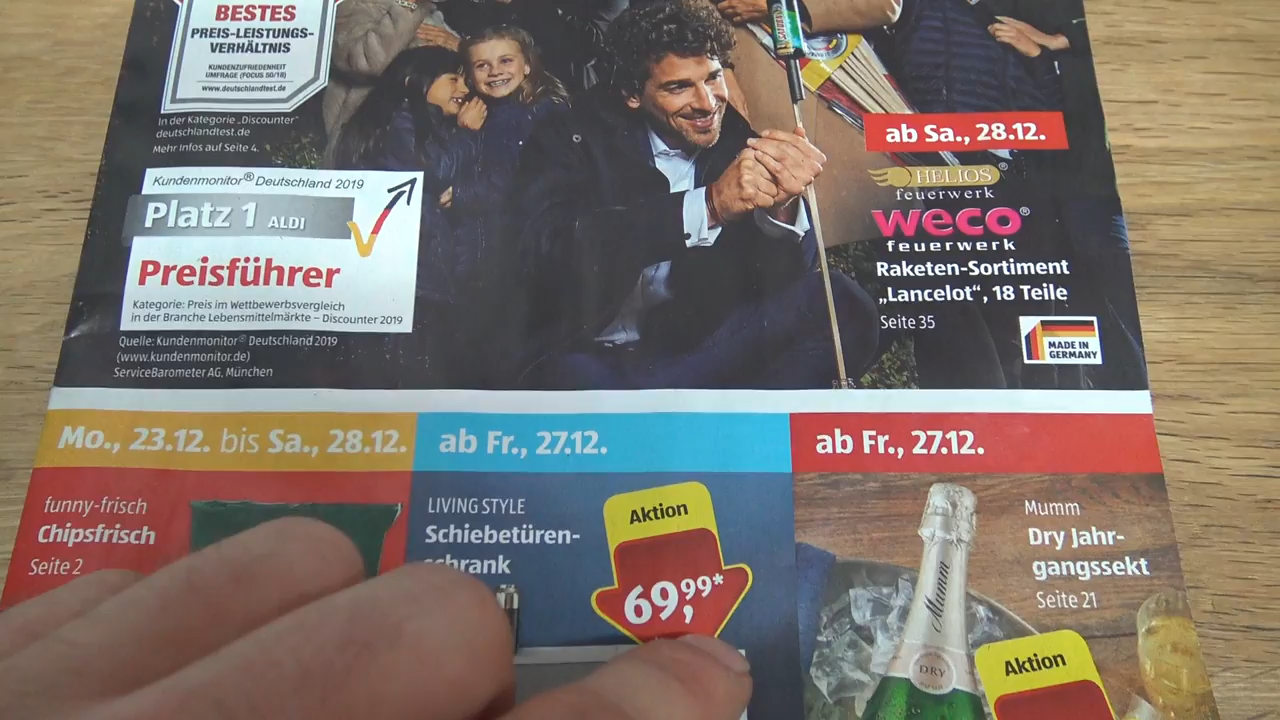 BESTES
PREIS-LEISTUNGS-
VERHÄLTNIS
KUNDENZUFRIEDENHEIT
UMFRAGE (FOCUS 50/18)
www.deutschlandtest.de
In der Kategorie „Discounter“
deutschlandtest.de
Mehr Infos auf Seite 4.
Kundenmonitor® Deutschland 2019
Platz 1 ALDI
Preisführer
Kategorie: Preis im Wettbewerbsvergleich
in der Branche Lebensmittelmärkte – Discounter 2019
Quelle: Kundenmonitor® Deutschland 2019
(www.kundenmonitor.de)
ServiceBarometer AG, München
ab Sa., 28.12.
HELIOS®
feuerwerk
weco®
feuerwerk
Raketen-Sortiment
„Lancelot“, 18 Teile
Seite 35
MADE IN
GERMANY
Mo., 23.12. bis Sa., 28.12.
funny-frisch
Chipsfrisch
Seite 2
ab Fr., 27.12.
LIVING STYLE
Schiebetüren-
schrank
Aktion
69,99*
ab Fr., 27.12.
Mumm
Dry Jahr-
gangssekt
Seite 21
Mumm
DRY
Aktion